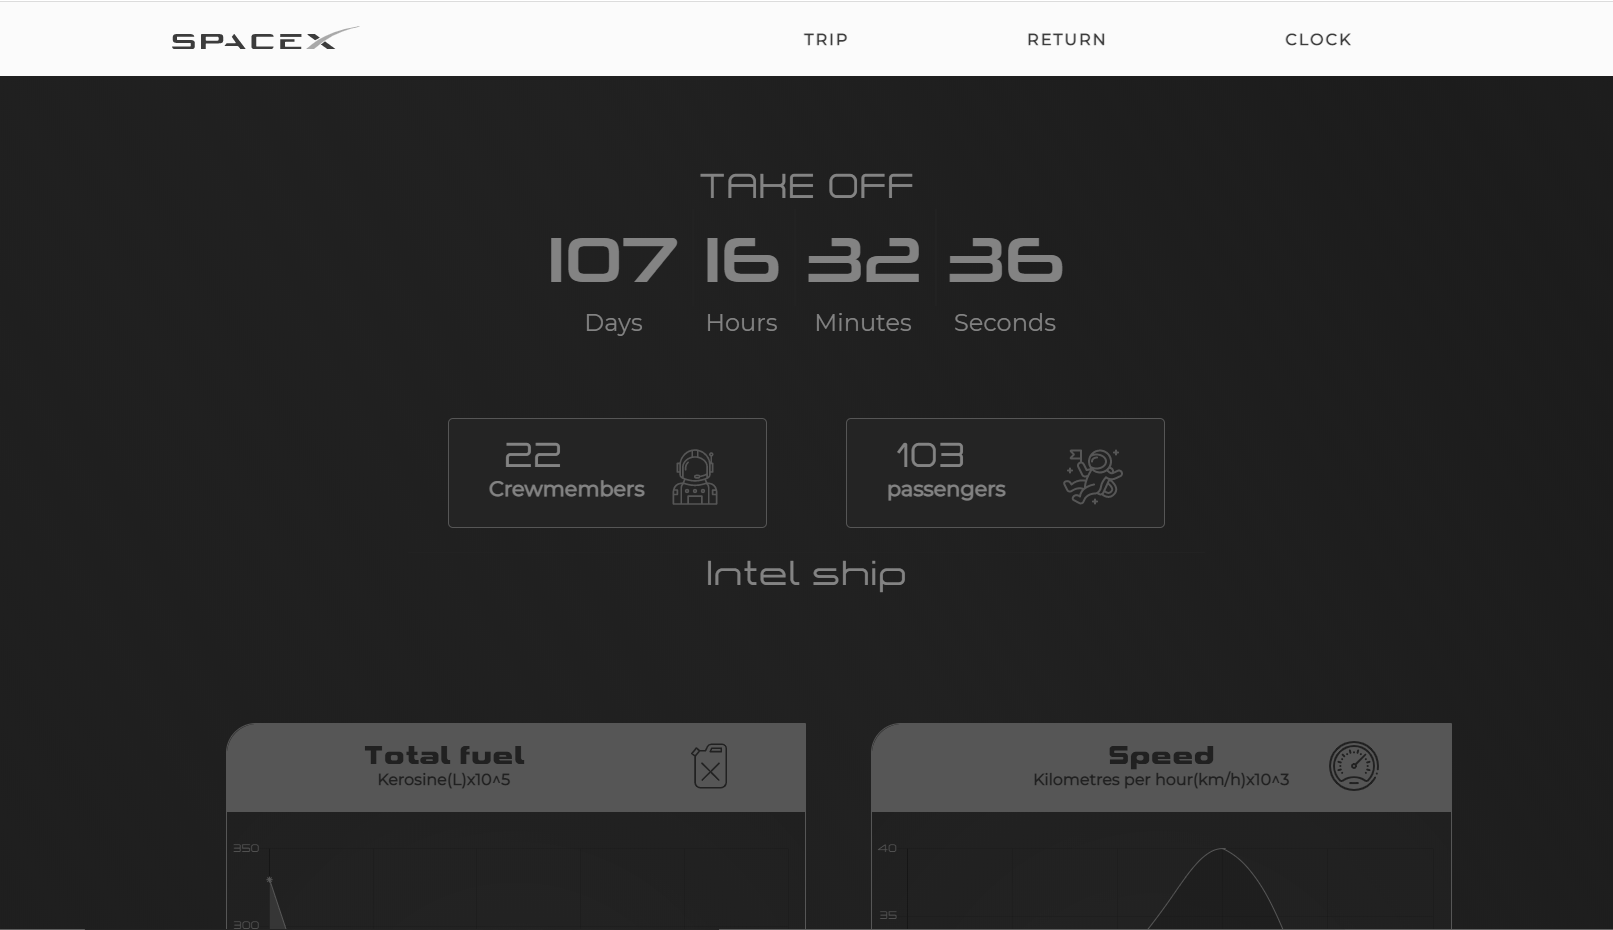 SPACEX TRIP RETURN CLOCK
TAKE OFF
107 16 32 36
Days Hours Minutes Seconds
22 103
Crewmembers passengers
Intel ship
Total fuel Speed
Kerosine(L)x10^5 Kilometres per hour(km/h)x10^3
350 40
300 35